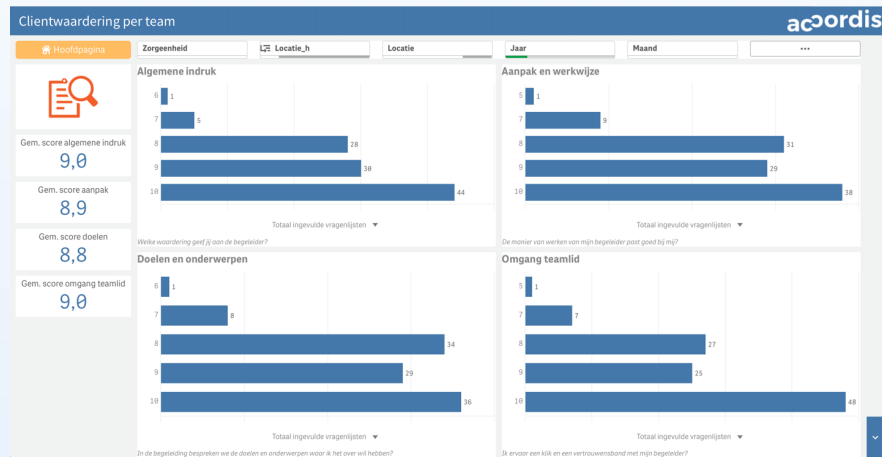 Clientwaardering per team
accordis
Hoofdpagina
Zorgeenheid
Locatie_h
Locatie
Jaar
Maand
...
Gem. score algemene indruk
9,0
Gem. score aanpak
8,9
Gem. score doelen
8,8
Gem. score omgang teamlid
9,0
Algemene indruk
6 1
7 5
8 28
9 30
10 44
Totaal ingevulde vragenlijsten
Welke waardering geef jij aan de begeleider?
Aanpak en werkwijze
5 1
7 9
8 31
9 29
10 38
Totaal ingevulde vragenlijsten
De manier van werken van mijn begeleider past goed bij mij?
Doelen en onderwerpen
6 1
7 8
8 34
9 29
10 36
Totaal ingevulde vragenlijsten
In de begeleiding bespreken we de doelen en onderwerpen waar ik het over wil hebben?
Omgang teamlid
5 1
7 7
8 27
9 25
10 48
Totaal ingevulde vragenlijsten
Ik ervaar een klik en een vertrouwensband met mijn begeleider?